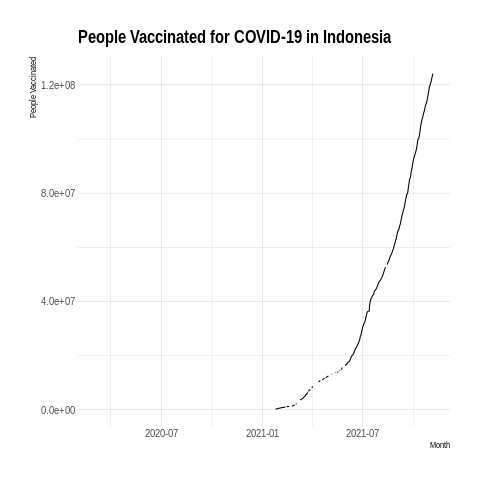 People Vaccinated for COVID-19 in Indonesia
People Vaccinated
1.2e+08
8.0e+07
4.0e+07
0.0e+00
2020-07 2021-01 2021-07
Month